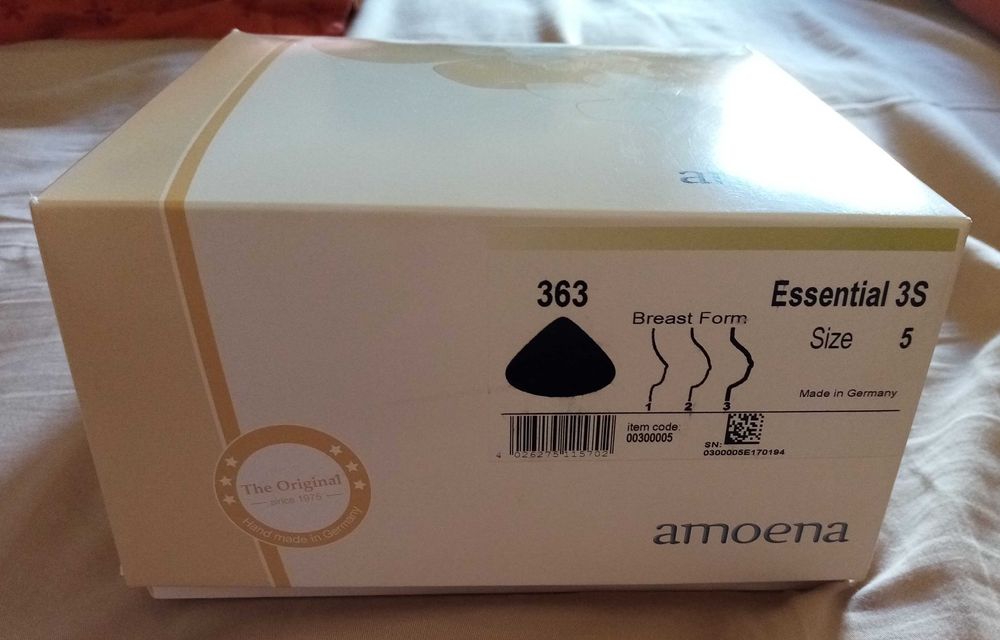 363
Breast Form
1 2 3
Essential 3S
Size 5
Made in Germany
4 026275 115702
item code:
00300005
SN:
0300005E170194
The Original
since 1975
Hand made in Germany
amoena